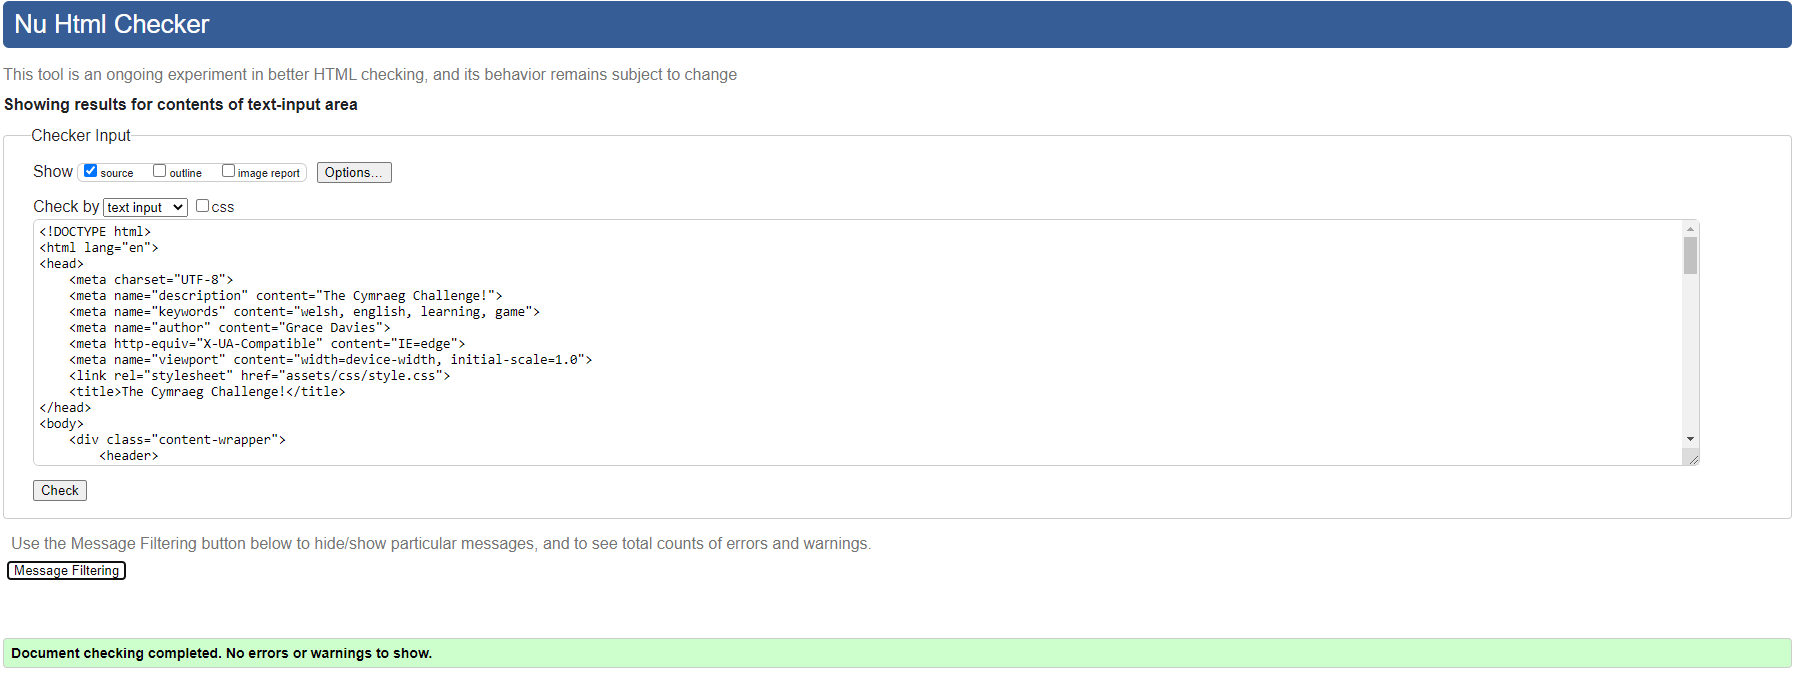 Nu Html Checker
This tool is an ongoing experiment in better HTML checking, and its behavior remains subject to change
Showing results for contents of text-input area
Checker Input
Show source outline image report Options...
Check by text input css
<!DOCTYPE html>
<html lang="en">
<head>
    <meta charset="UTF-8">
    <meta name="description" content="The Cymraeg Challenge!">
    <meta name="keywords" content="welsh, english, learning, game">
    <meta name="author" content="Grace Davies">
    <meta http-equiv="X-UA-Compatible" content="IE=edge">
    <meta name="viewport" content="width=device-width, initial-scale=1.0">
    <link rel="stylesheet" href="assets/css/style.css">
    <title>The Cymraeg Challenge!</title>
</head>
<body>
    <div class="content-wrapper">
        <header>
Check
Use the Message Filtering button below to hide/show particular messages, and to see total counts of errors and warnings.
Message Filtering
Document checking completed. No errors or warnings to show.